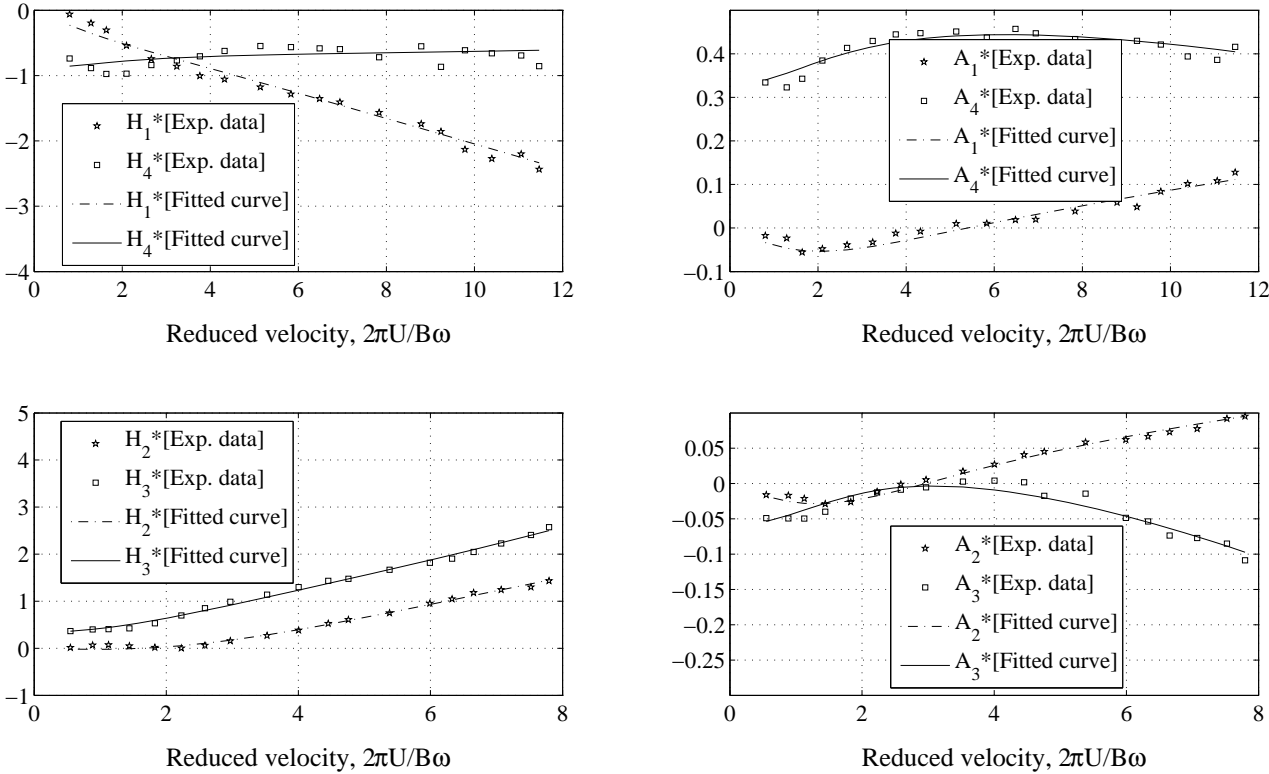 0
−1
−2
−3
−4
0 2 4 6 8 10 12
H1*[Exp. data]
H4*[Exp. data]
H1*[Fitted curve]
H4*[Fitted curve]
Reduced velocity, 2πU/Bω
0.5
0.4
0.3
0.2
0.1
0
−0.1
0 2 4 6 8 10 12
A1*[Exp. data]
A4*[Exp. data]
A1*[Fitted curve]
A4*[Fitted curve]
Reduced velocity, 2πU/Bω
5
4
3
2
1
0
−1
0 2 4 6 8
H2*[Exp. data]
H3*[Exp. data]
H2*[Fitted curve]
H3*[Fitted curve]
Reduced velocity, 2πU/Bω
0.05
0
−0.05
−0.1
−0.15
−0.2
−0.25
0 2 4 6 8
A2*[Exp. data]
A3*[Exp. data]
A2*[Fitted curve]
A3*[Fitted curve]
Reduced velocity, 2πU/Bω